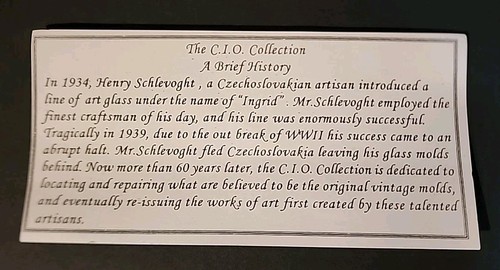 The C.I.O. Collection
A Brief History
In 1934, Henry Schlevoght , a Czechoslovakian artisan introduced a
line of art glass under the name of "Ingrid" . Mr.Schlevoght employed the
finest craftsman of his day, and his line was enormously successful.
Tragically in 1939, due to the out break of WWII his success came to an
abrupt halt. Mr.Schlevoght fled Czechoslovakia leaving his glass molds
behind. Now more than 60 years later, the C.I.O. Collection is dedicated to
locating and repairing what are believed to be the original vintage molds,
and eventually re-issuing the works of art first created by these talented
artisans.